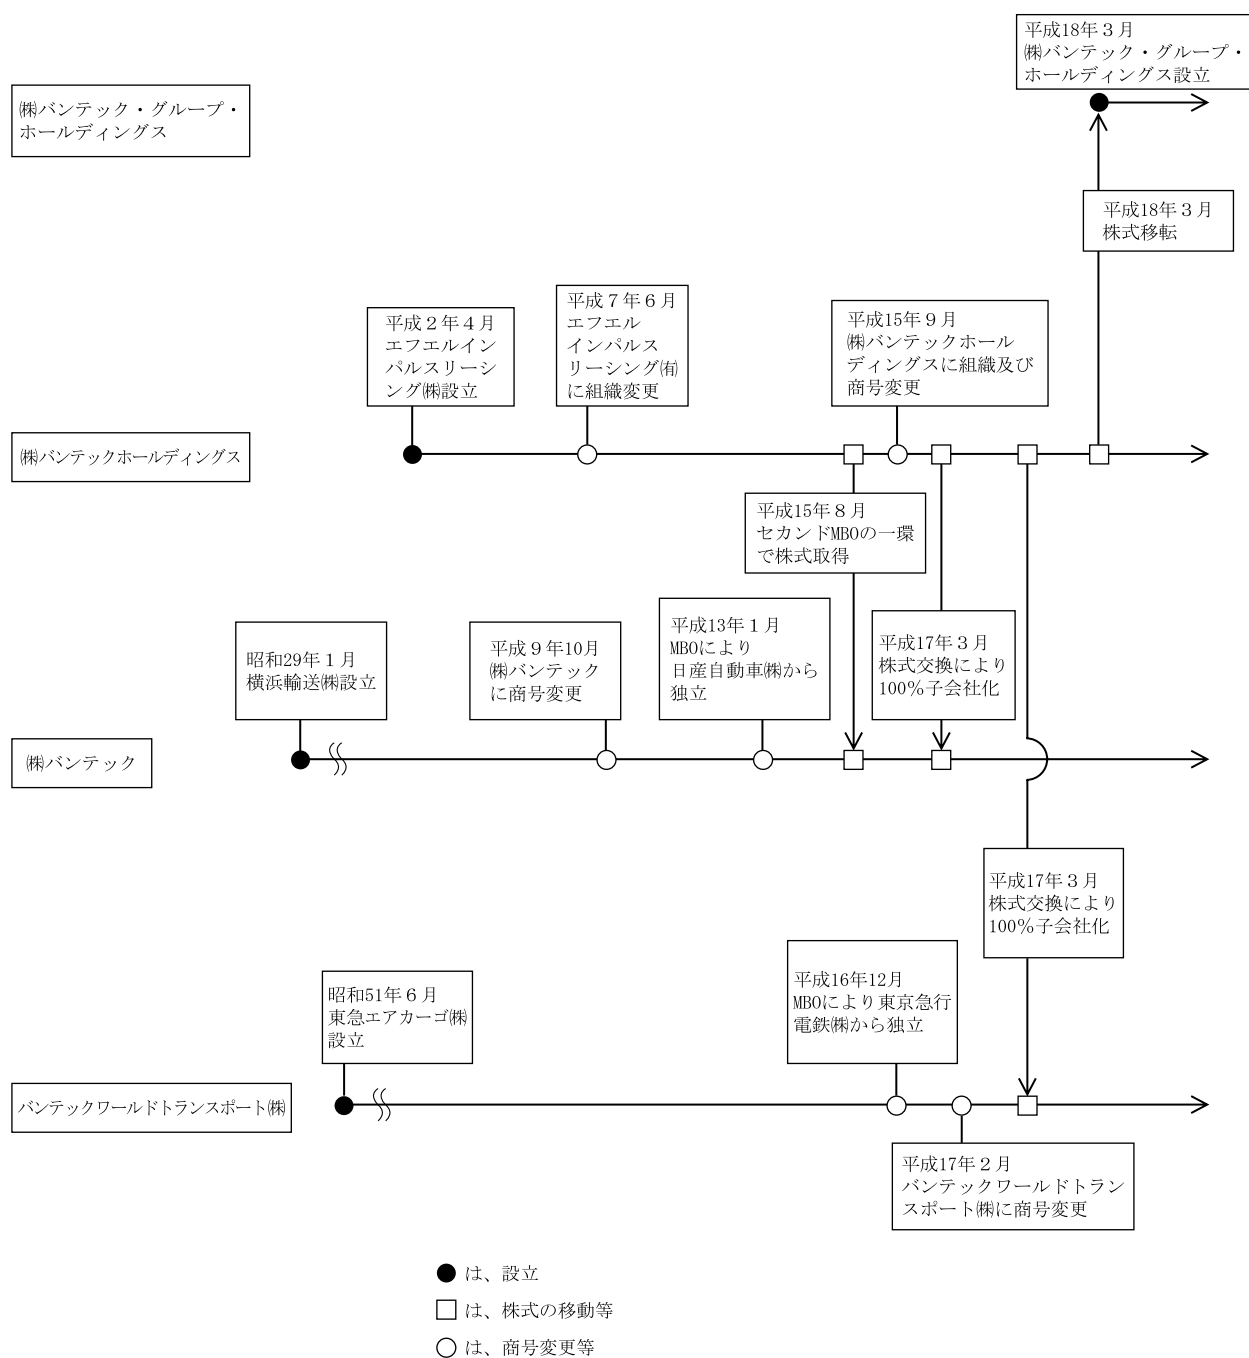 平成18年３月
㈱バンテック・グループ・
ホールディングス設立
㈱バンテック・グループ・
ホールディングス
平成18年３月
株式移転
平成２年４月
エフエルイン
パルスリーシ
ング㈱設立
平成７年６月
エフエル
インパルス
リーシング㈲
に組織変更
平成15年９月
㈱バンテックホール
ディングスに組織及び
商号変更
㈱バンテックホールディングス
平成15年８月
セカンドMBOの一環
で株式取得
昭和29年１月
横浜輸送㈱設立
平成９年10月
㈱バンテック
に商号変更
平成13年１月
MBOにより
日産自動車㈱から
独立
平成17年３月
株式交換により
100％子会社化
㈱バンテック
平成17年３月
株式交換により
100％子会社化
昭和51年６月
東急エアカーゴ㈱
設立
平成16年12月
MBOにより東京急行
電鉄㈱から独立
バンテックワールドトランスポート㈱
平成17年２月
バンテックワールドトラン
スポート㈱に商号変更
●は、設立
□は、株式の移動等
○は、商号変更等